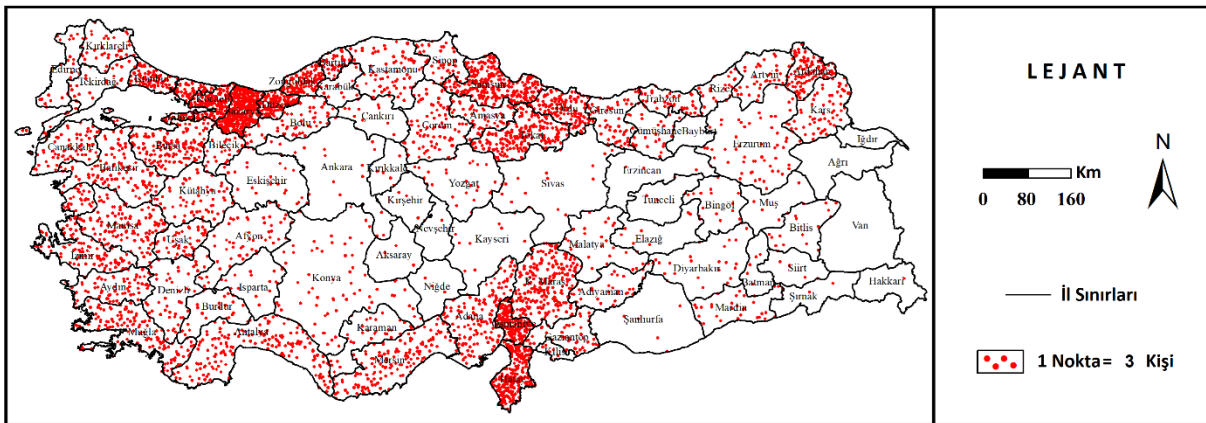 Kırklareli
Edirne
Tekirdağ
Kastamonu
Sinop
Karabük
Çankırı
Çorum
Amasya
Giresun
Trabzon
Rize
Artvin
Kars
Gümüşhane
Bayburt
Erzurum
Iğdır
Ağrı
Bolu
Bilecik
Çanakkale
Balıkesir
Bursa
Kütahya
Eskişehir
Ankara
Kırıkkale
Yozgat
Sivas
Erzincan
Tunceli
Bingöl
Muş
Bitlis
Van
Kırşehir
Nevşehir
Kayseri
Malatya
Elazığ
Manisa
Uşak
Afyon
Konya
Aksaray
Niğde
Diyarbakır
Batman
Siirt
Şırnak
Hakkari
İzmir
Aydın
Denizli
Isparta
Burdur
Muğla
Antalya
Karaman
Mersin
Adana
K. Maraş
Adıyaman
Şanlıurfa
Mardin
Gaziantep
Kilis
LEJANT
N
Km
0 80 160
İl Sınırları
1 Nokta= 3 Kişi